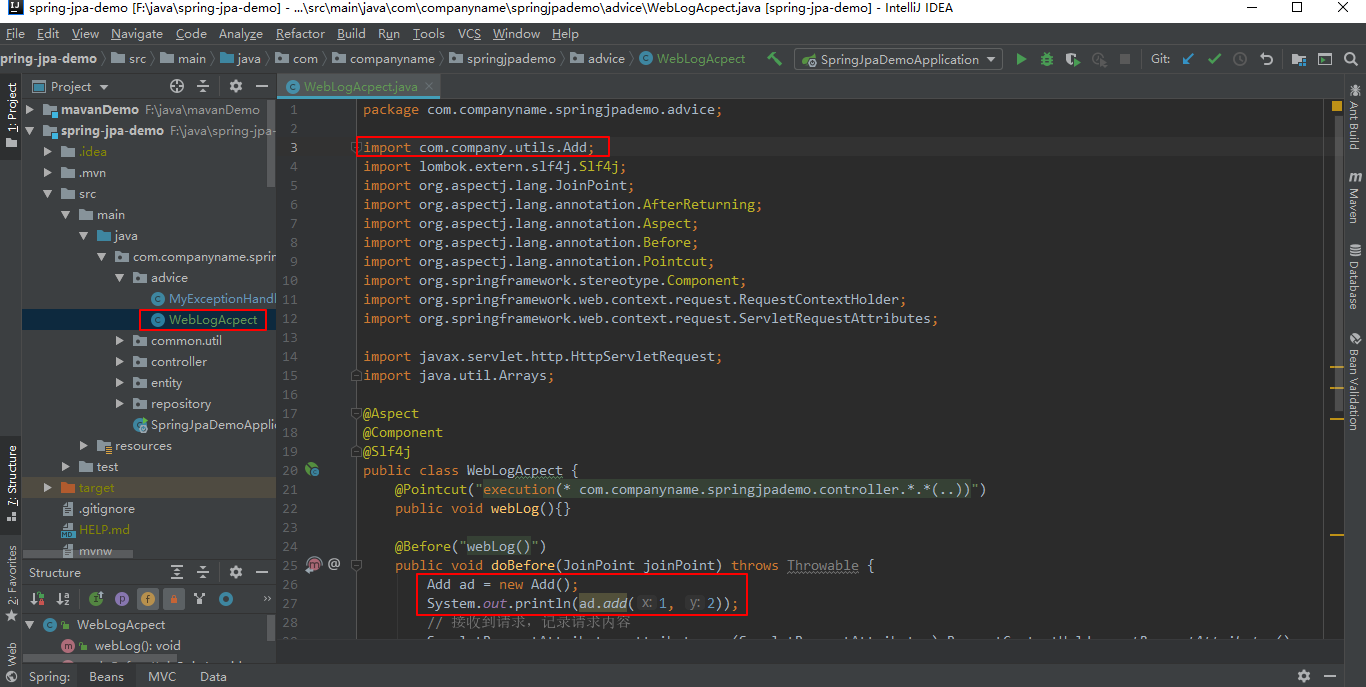 spring-jpa-demo [F:\java\spring-jpa-demo] - ...\src\main\java\com\companyname\springjpademo\advice\WebLogAcpect.java [spring-jpa-demo] - IntelliJ IDEA
File Edit View Navigate Code Analyze Refactor Build Run Tools VCS Window Help
pring-jpa-demo src main java com companyname springjpademo advice WebLogAcpect SpringJpaDemoApplication Git:
1: Project
7: Structure
2: Favorites
Web
Project
mavanDemo F:\java\mavanDemo
spring-jpa-demo F:\java\spring-jpa-
.idea
.mvn
src
main
java
com.companyname.sprir
advice
MyExceptionHandl
WebLogAcpect
common.util
controller
entity
repository
SpringJpaDemoApplic
resources
test
target
.gitignore
HELP.md
mvnw
Structure
WebLogAcpect
webLog(): void
WebLogAcpect.java
1 package com.companyname.springjpademo.advice;
2
3 import com.company.utils.Add;
4 import lombok.extern.slf4j.Slf4j;
5 import org.aspectj.lang.JoinPoint;
6 import org.aspectj.lang.annotation.AfterReturning;
7 import org.aspectj.lang.annotation.Aspect;
8 import org.aspectj.lang.annotation.Before;
9 import org.aspectj.lang.annotation.Pointcut;
10 import org.springframework.stereotype.Component;
11 import org.springframework.web.context.request.RequestContextHolder;
12 import org.springframework.web.context.request.ServletRequestAttributes;
13
14 import javax.servlet.http.HttpServletRequest;
15 import java.util.Arrays;
16
17 @Aspect
18 @Component
19 @Slf4j
20 public class WebLogAcpect {
21 @Pointcut("execution(* com.companyname.springjpademo.controller.*.*(..))")
22 public void webLog(){}
23
24 @Before("webLog()")
25 @ public void doBefore(JoinPoint joinPoint) throws Throwable {
26 Add ad = new Add();
27 System.out.println(ad.add( x: 1, y: 2));
28 // 接收到请求，记录请求内容
Ant Build
Maven
Database
Bean Validation
Spring: Beans MVC Data